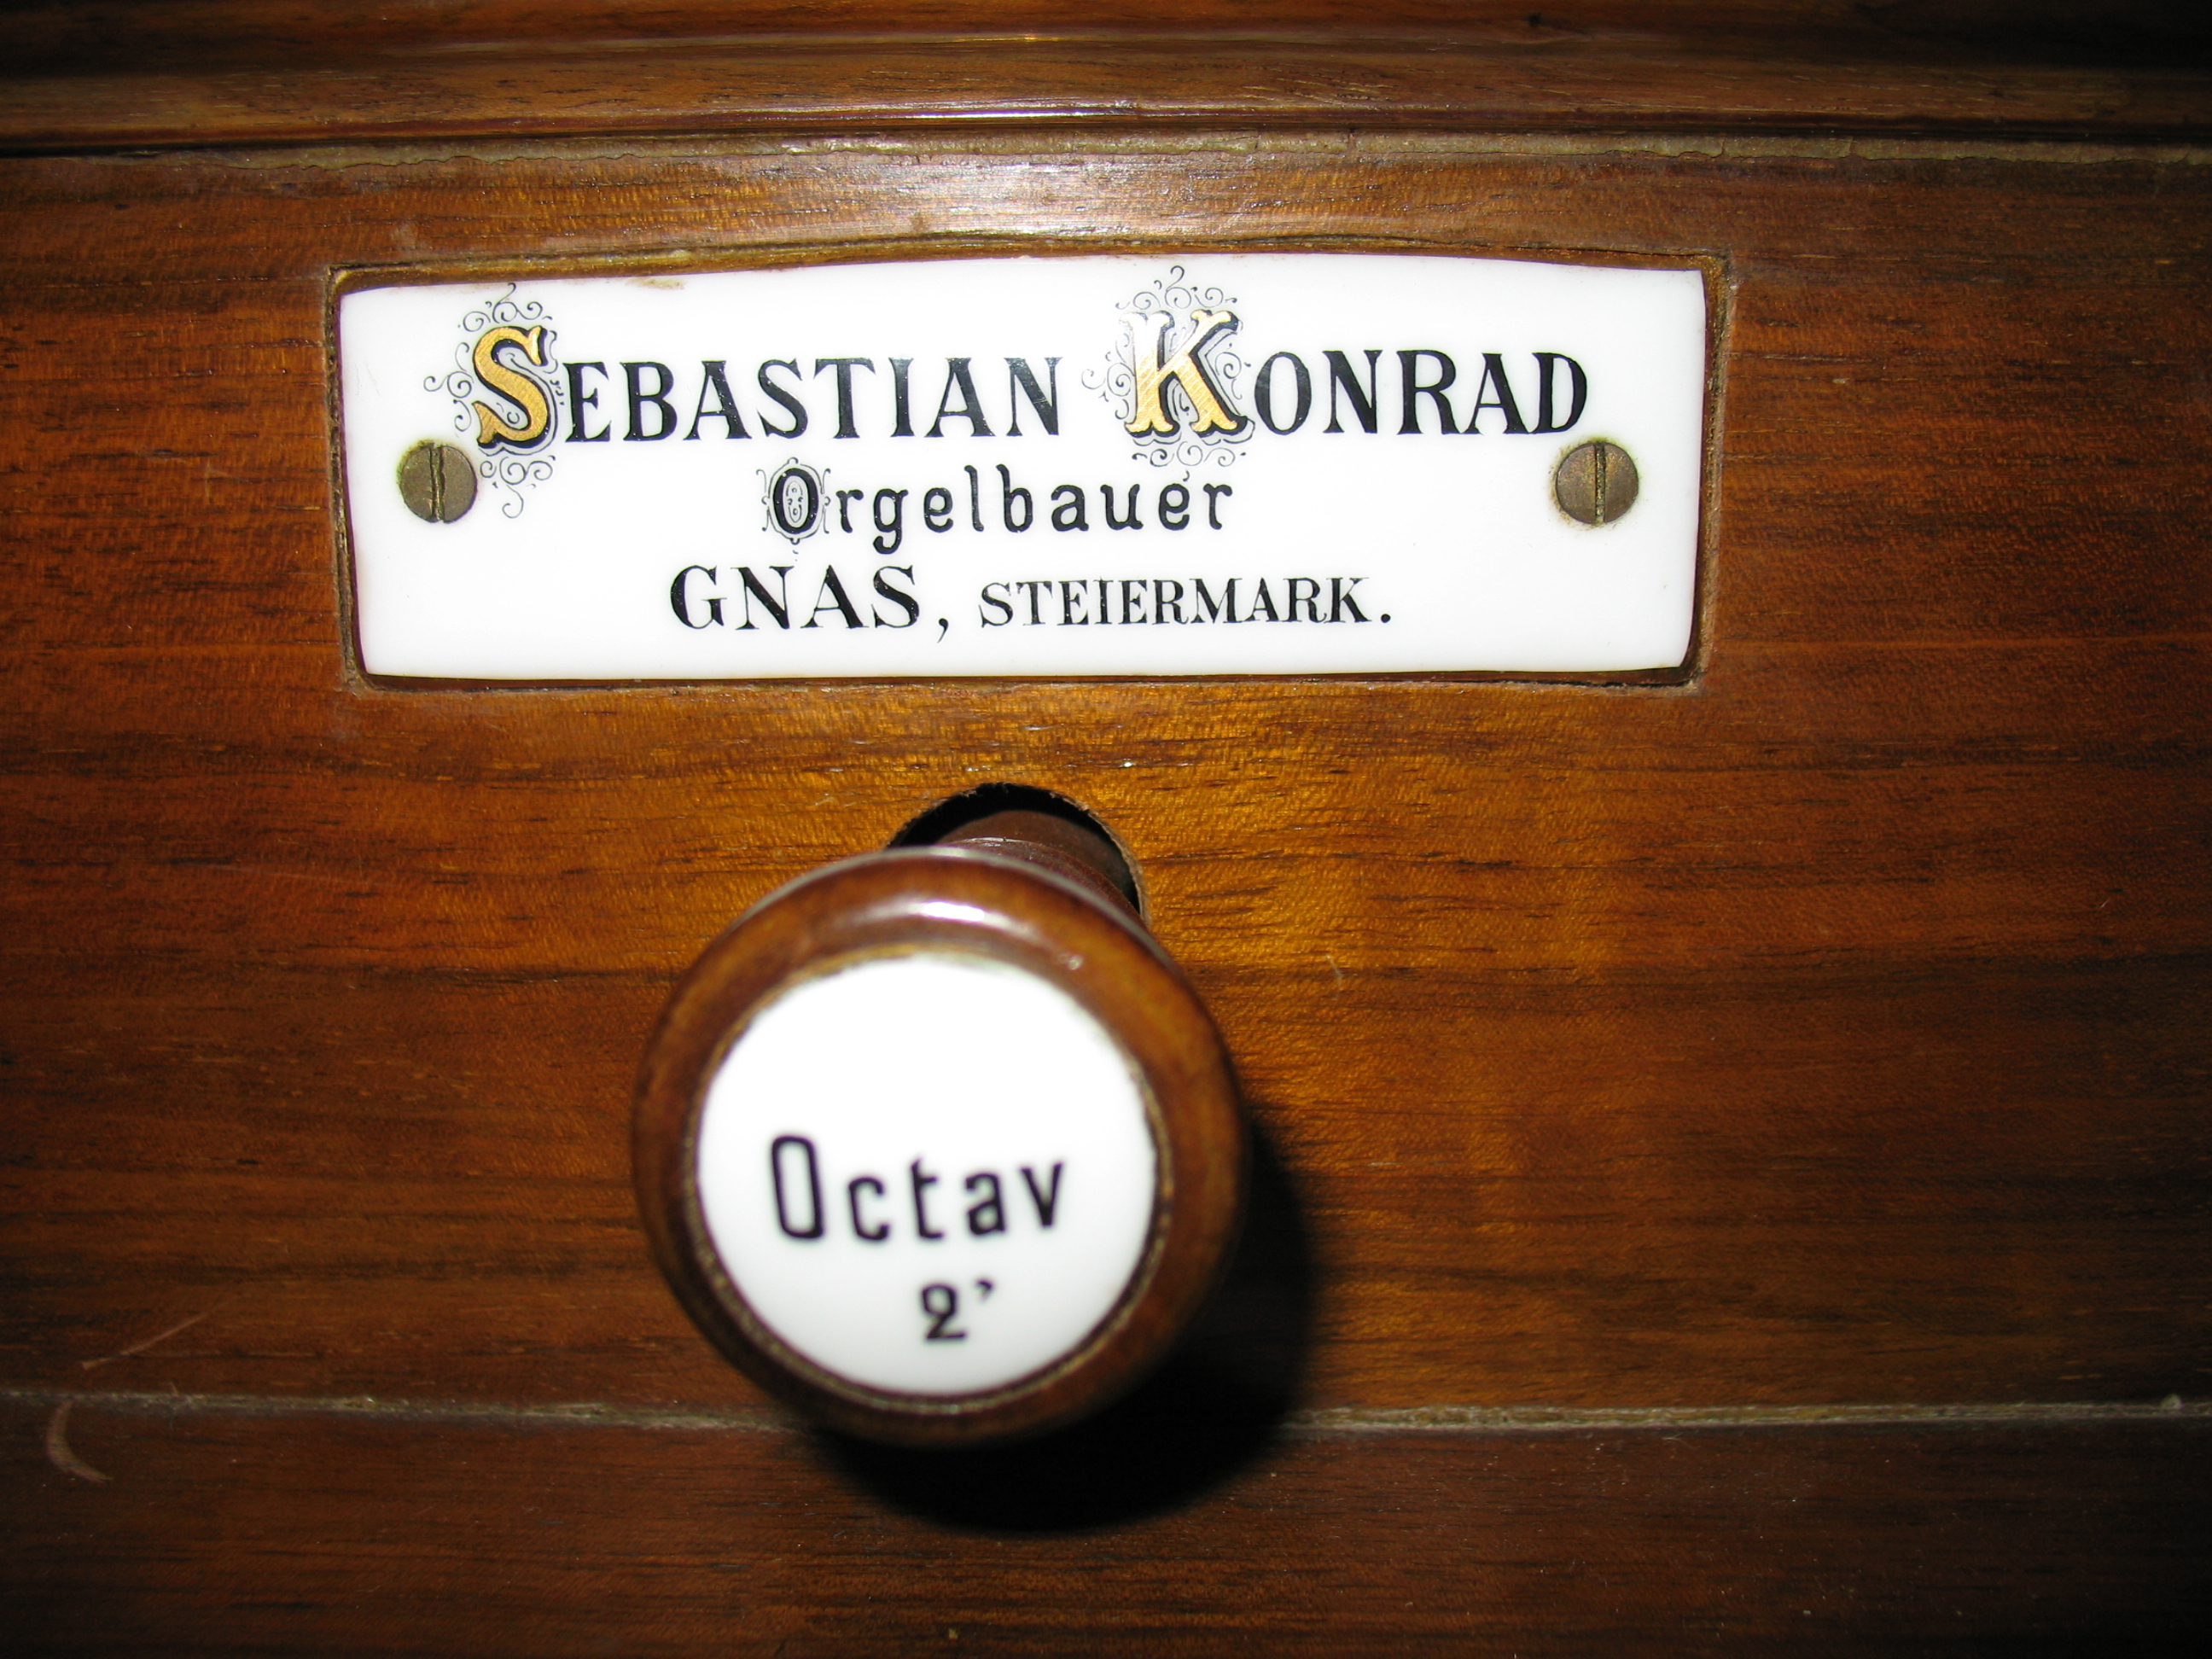 SEBASTIAN KONRAD
Orgelbauer
GNAS, STEIERMARK.
Octav
2'